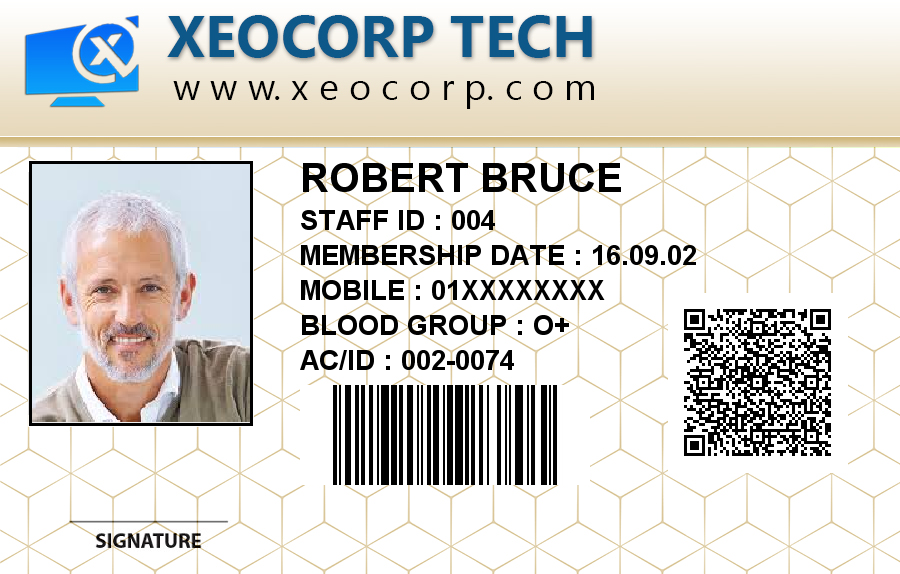 XEOCORP TECH
www.xeocorp.com
ROBERT BRUCE
STAFF ID : 004
MEMBERSHIP DATE : 16.09.02
MOBILE : 01XXXXXXXX
BLOOD GROUP : O+
AC/ID : 002-0074
SIGNATURE